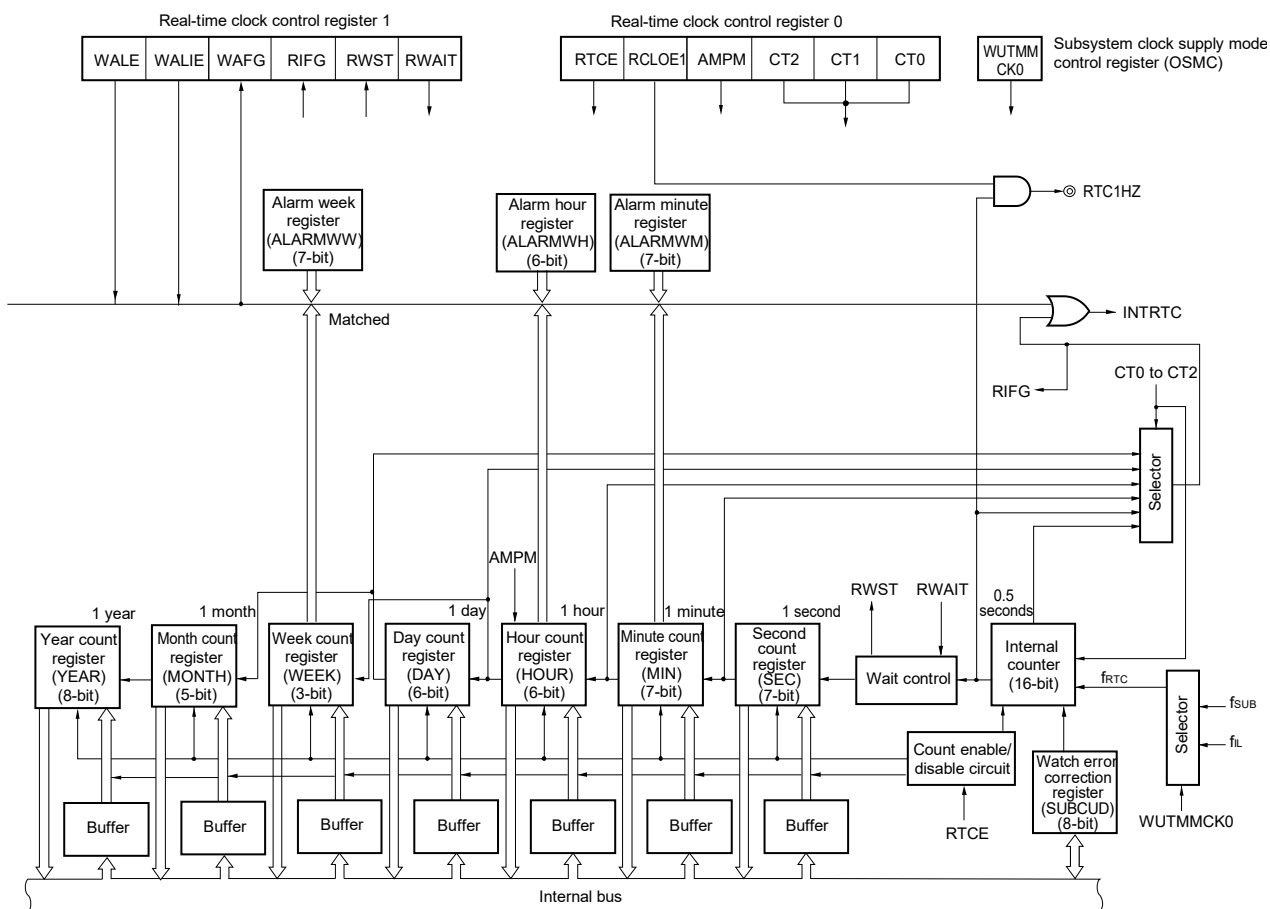 Real-time clock control register 1
Real-time clock control register 0
WALE WALIE WAFG RIFG RWST RWAIT
RTCE RCLOE1 AMPM CT2 CT1 CT0
WUTMM
CK0
Subsystem clock supply mode
control register (OSMC)
RTC1HZ
Alarm week
register
(ALARMWW)
(7-bit)
Alarm hour
register
(ALARMWH)
(6-bit)
Alarm minute
register
(ALARMWM)
(7-bit)
Matched
INTRTC
RIFG
CT0 to CT2
Selector
AMPM
RWST
RWAIT
1 year
1 month
1 day
1 hour
1 minute
1 second
0.5
seconds
Year count
register
(YEAR)
(8-bit)
Month count
register
(MONTH)
(5-bit)
Week count
register
(WEEK)
(3-bit)
Day count
register
(DAY)
(6-bit)
Hour count
register
(HOUR)
(6-bit)
Minute count
register
(MIN)
(7-bit)
Second
count
register
(SEC)
(7-bit)
Wait control
Internal
counter
(16-bit)
fRTC
Selector
fSUB
fIL
WUTMMCK0
Count enable/
disable circuit
RTCE
Watch error
correction
register
(SUBCUD)
(8-bit)
Buffer
Buffer
Buffer
Buffer
Buffer
Buffer
Buffer
Internal bus